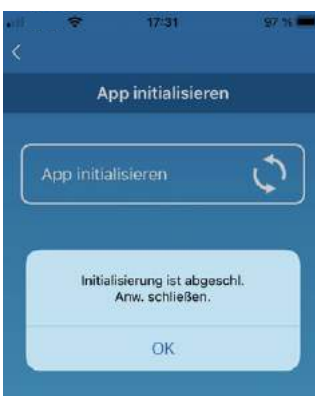 17:31
97 %
App initialisieren
App initialisieren
Initialisierung ist abgeschl.
Anw. schließen.
OK